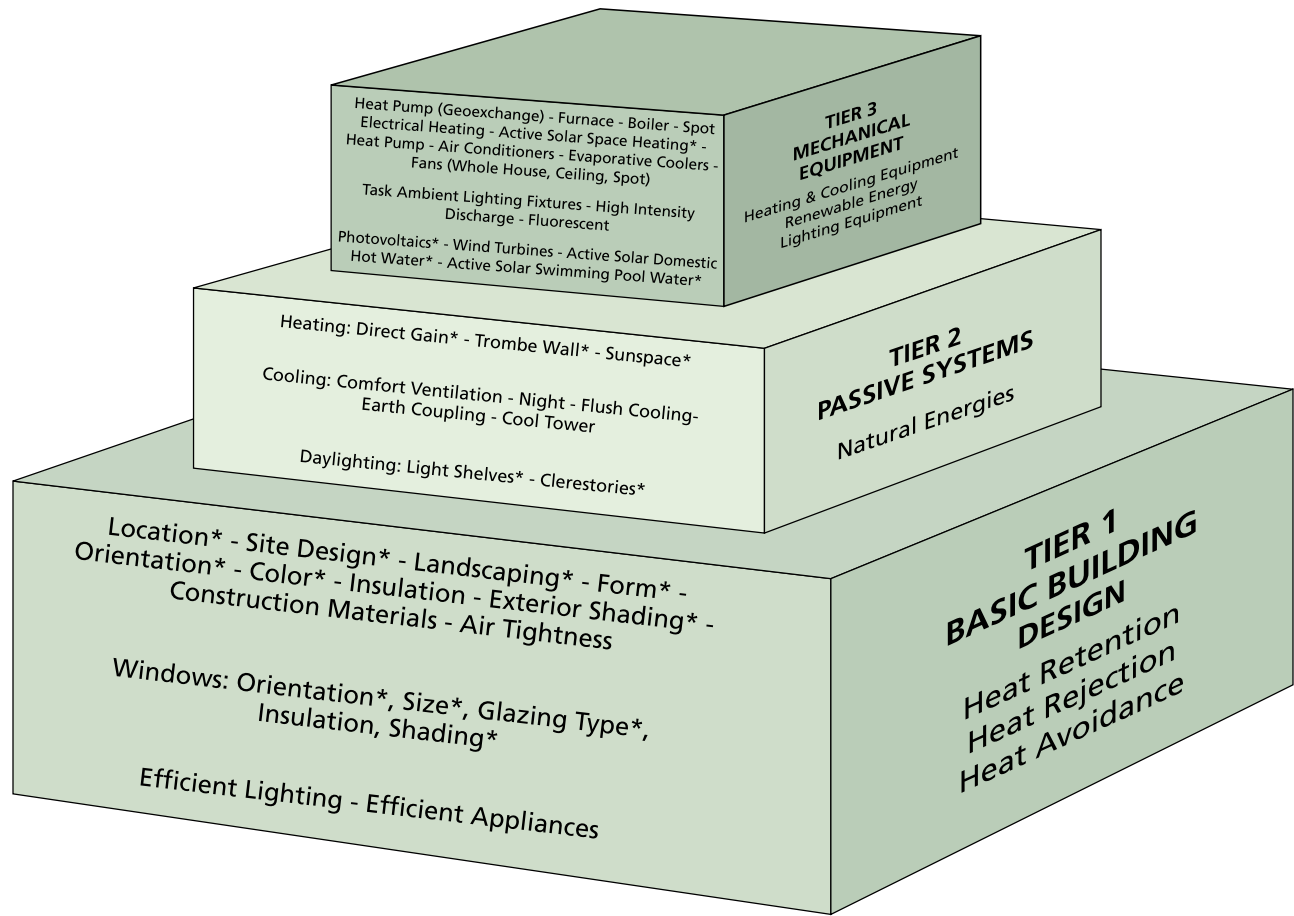 Heat Pump (Geoexchange) - Furnace - Boiler - Spot
Electrical Heating - Active Solar Space Heating* -
Heat Pump - Air Conditioners - Evaporative Coolers -
Fans (Whole House, Ceiling, Spot)
Task Ambient Lighting Fixtures - High Intensity
Discharge - Fluorescent
Photovoltaics* - Wind Turbines - Active Solar Domestic
Hot Water* - Active Solar Swimming Pool Water*
TIER 3
MECHANICAL
EQUIPMENT
Heating & Cooling Equipment
Renewable Energy
Lighting Equipment
Heating: Direct Gain* - Trombe Wall* - Sunspace*
Cooling: Comfort Ventilation - Night - Flush Cooling-
Earth Coupling - Cool Tower
Daylighting: Light Shelves* - Clerestories*
TIER 2
PASSIVE SYSTEMS
Natural Energies
Location* - Site Design* - Landscaping* - Form* -
Orientation* - Color* - Insulation - Exterior Shading* -
Construction Materials - Air Tightness
Windows: Orientation*, Size*, Glazing Type*,
Insulation, Shading*
Efficient Lighting - Efficient Appliances
TIER 1
BASIC BUILDING
DESIGN
Heat Retention
Heat Rejection
Heat Avoidance